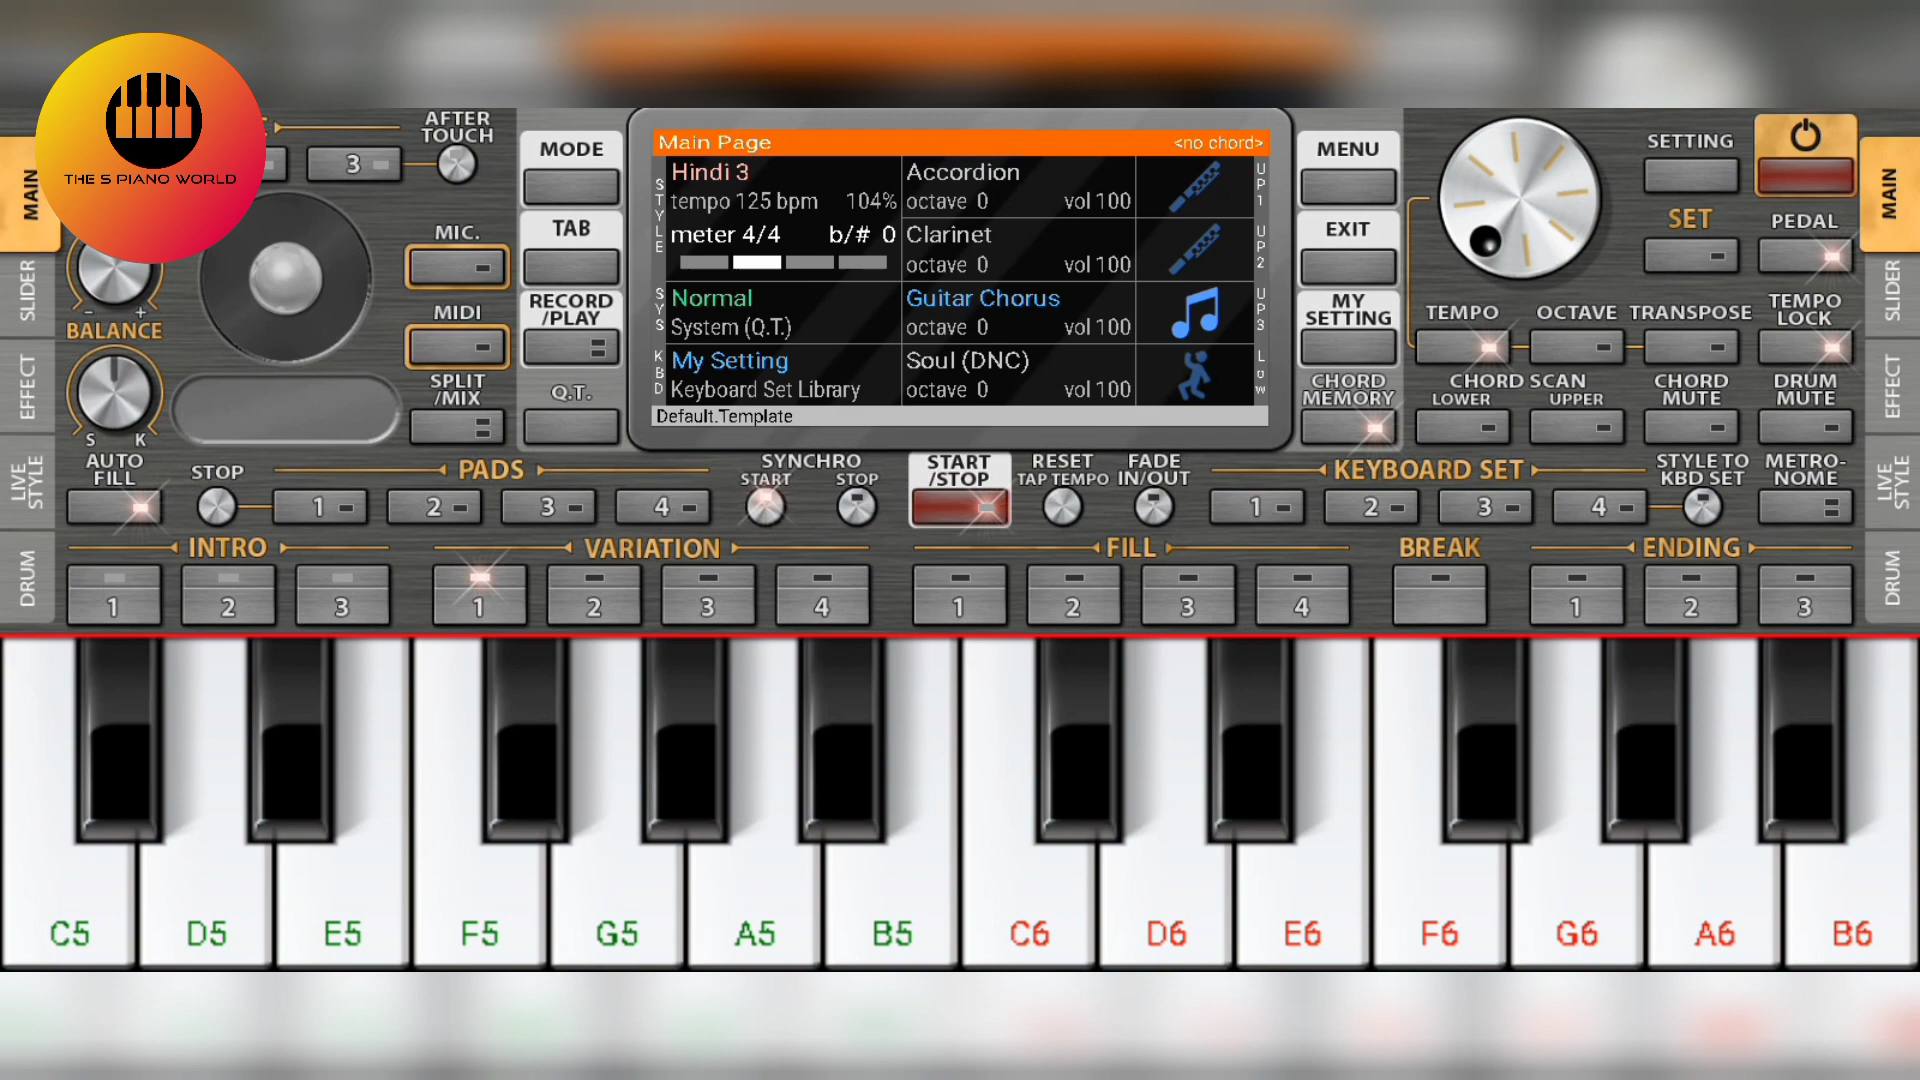 THE S PIANO WORLD
AFTER
TOUCH
3
MIC.
MIDI
SPLIT
/MIX
- +
BALANCE
S K
MAIN
SLIDER
EFFECT
LIVE
STYLE
DRUM
MODE
TAB
RECORD
/PLAY
Q.T.
Main Page <no chord>
STYLE
Hindi 3
tempo 125 bpm 104%
meter 4/4 b/# 0
SYS
Normal
System (Q.T.)
KBD
My Setting
Keyboard Set Library
Accordion
octave 0 vol 100
UP1
Clarinet
octave 0 vol 100
UP2
Guitar Chorus
octave 0 vol 100
UP3
Soul (DNC)
octave 0 vol 100
Low
Default.Template
MENU
EXIT
MY
SETTING
CHORD
MEMORY
SETTING
SET
PEDAL
TEMPO OCTAVE TRANSPOSE
TEMPO
LOCK
CHORD SCAN
LOWER UPPER
CHORD
MUTE
DRUM
MUTE
MAIN
SLIDER
EFFECT
LIVE
STYLE
DRUM
AUTO
FILL
STOP
PADS
1 2 3 4
SYNCHRO
START STOP
START
/STOP
RESET
TAP TEMPO
FADE
IN/OUT
KEYBOARD SET
1 2 3 4
STYLE TO
KBD SET
METRO-
NOME
INTRO
1 2 3
VARIATION
1 2 3 4
FILL
1 2 3 4
BREAK
ENDING
1 2 3
C5 D5 E5 F5 G5 A5 B5 C6 D6 E6 F6 G6 A6 B6